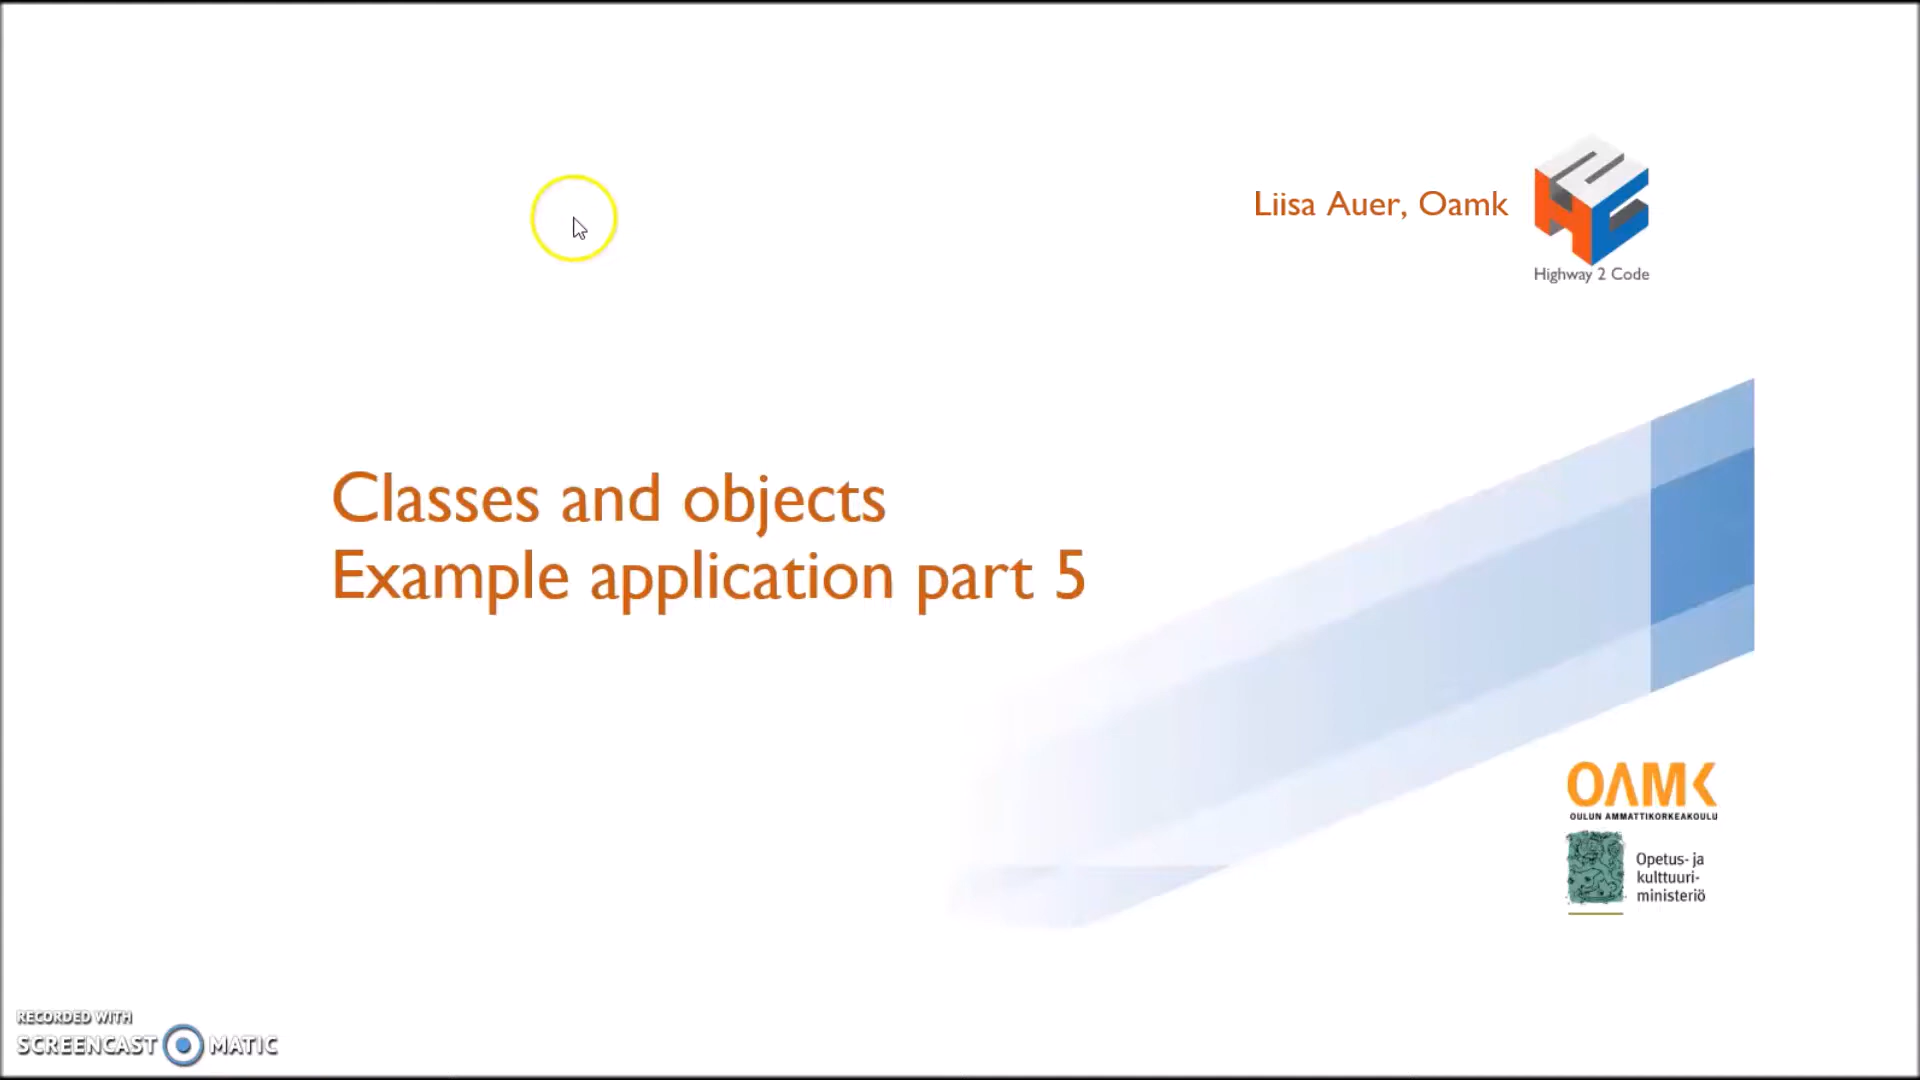 Liisa Auer, Oamk
Highway 2 Code
Classes and objects
Example application part 5
OAMK
OULUN AMMATTIKORKEAKOULU
Opetus- ja
kulttuuri-
ministeriö
RECORDED WITH
SCREENCAST MATIC